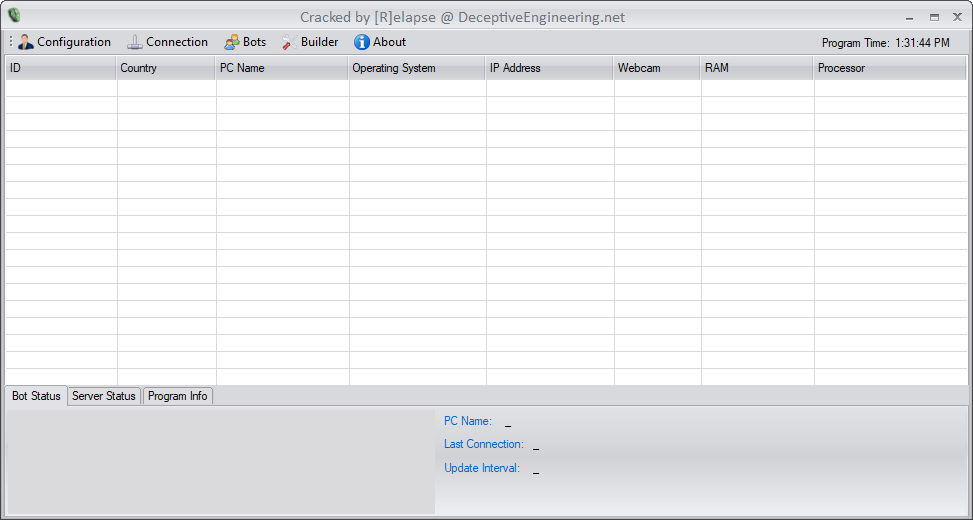 Cracked by [R]elapse @ DeceptiveEngineering.net
Configuration Connection Bots Builder About Program Time: 1:31:44 PM
ID Country PC Name Operating System IP Address Webcam RAM Processor
Bot Status Server Status Program Info
PC Name: _
Last Connection: _
Update Interval: _